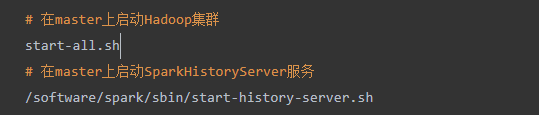 # 在master上启动Hadoop集群
start-all.sh
# 在master上启动SparkHistoryServer服务
/software/spark/sbin/start-history-server.sh